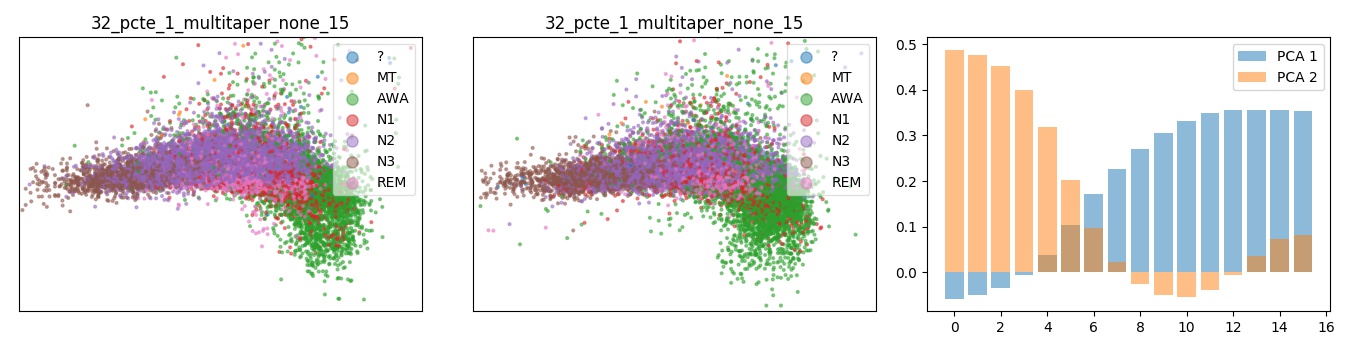 32_pcte_1_multitaper_none_15
?
MT
AWA
N1
N2
N3
REM
32_pcte_1_multitaper_none_15
?
MT
AWA
N1
N2
N3
REM
0.5
0.4
0.3
0.2
0.1
0.0
PCA 1
PCA 2
0 2 4 6 8 10 12 14 16